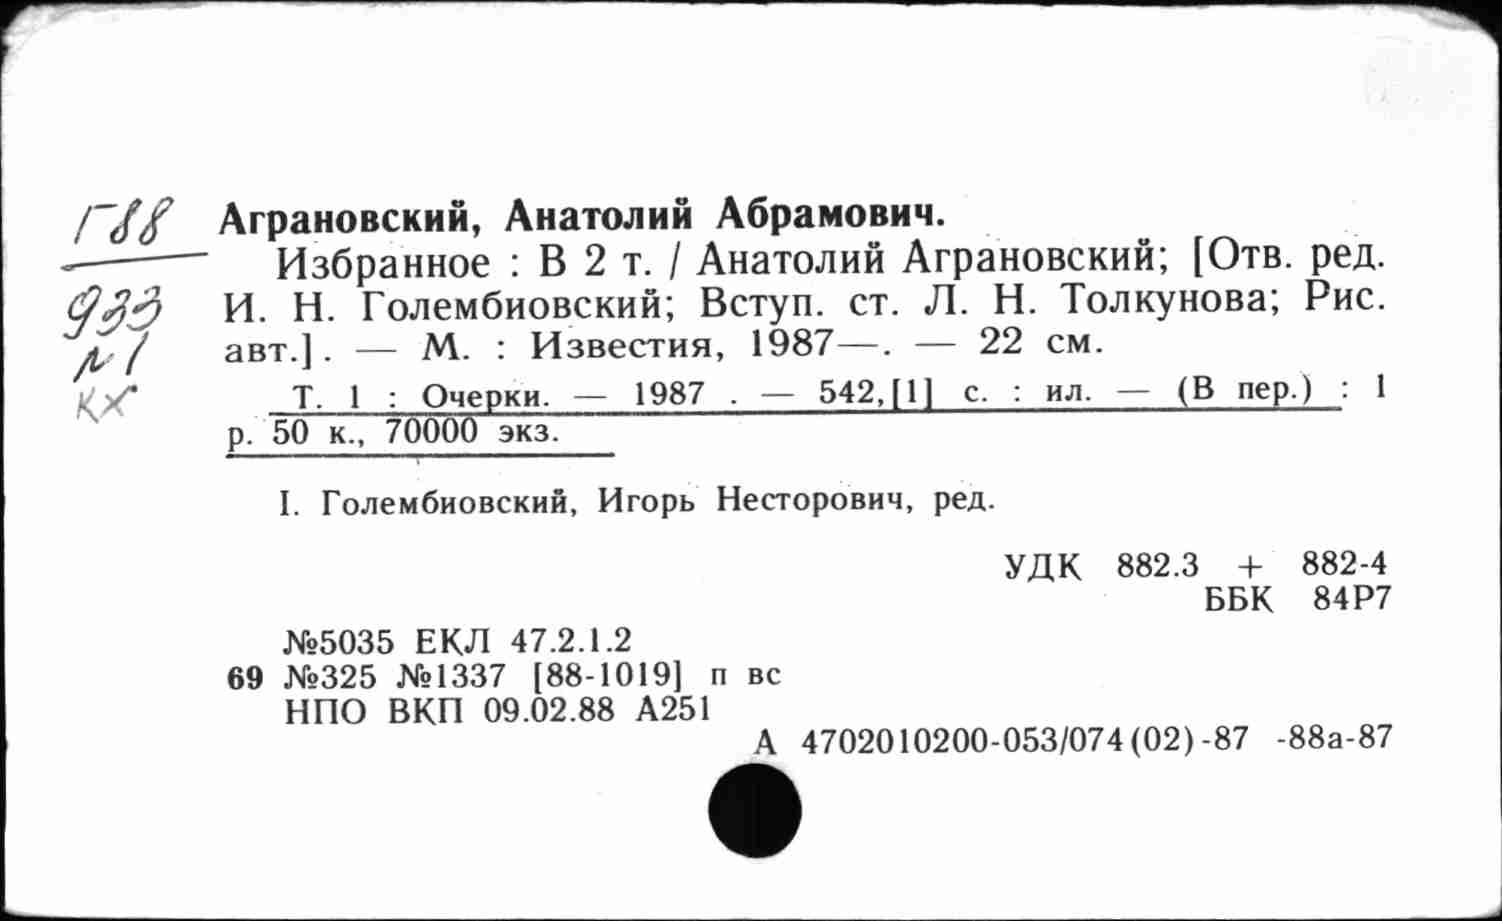 Г88
933
N1
КХ
Аграновский, Анатолий Абрамович.
Избранное : В 2 т. / Анатолий Аграновский; [Отв. ред.
И. Н. Голембиовский; Вступ. ст. Л. Н. Толкунова; Рис.
авт.]. — М. : Известия, 1987—. — 22 см.
Т. 1 : Очерки. — 1987 . — 542,[1] с. : ил. — (В пер.) : 1
р. 50 к., 70000 экз.
I. Голембиовский, Игорь Несторович, ред.
УДК 882.3 + 882-4
ББК 84Р7
№5035 ЕКЛ 47.2.1.2
69 №325 №1337 [88-1019] п вс
НПО ВКП 09.02.88 А251
А 4702010200-053/074(02)-87 -88а-87